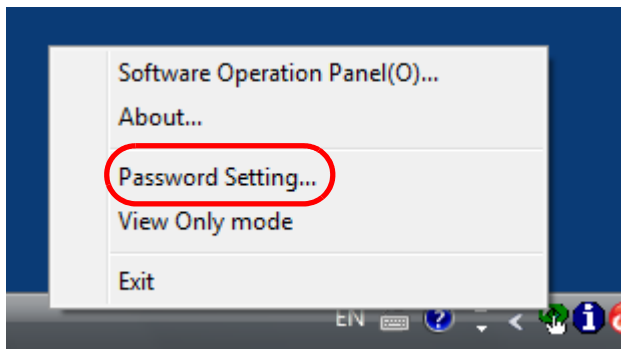 Software Operation Panel(O)...
About...
Password Setting...
View Only mode
Exit
EN